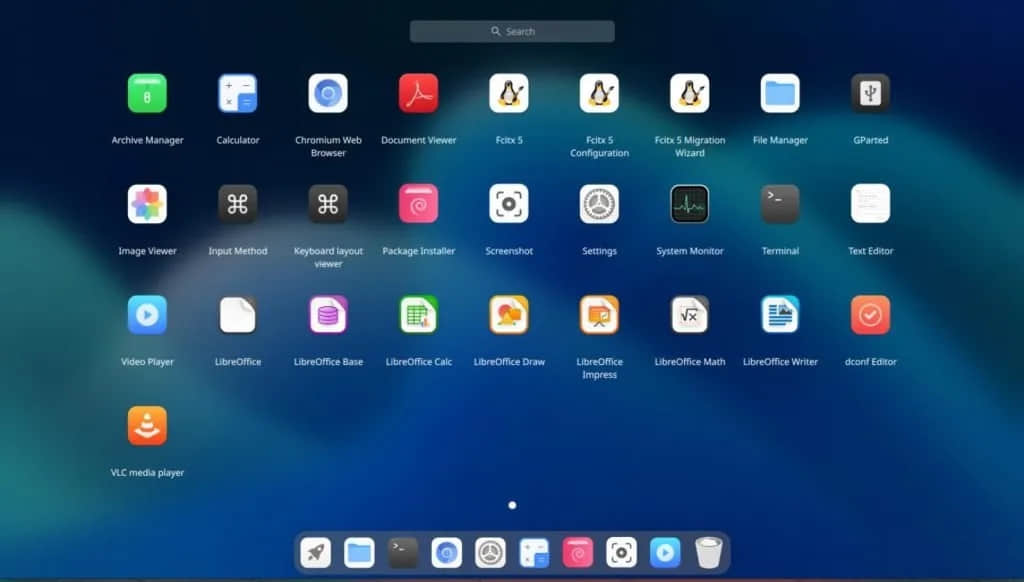 Search
Archive Manager
Calculator
Chromium Web
Browser
Document Viewer
Fcitx 5
Fcitx 5
Configuration
Fcitx 5 Migration
Wizard
File Manager
GParted
Image Viewer
Input Method
Keyboard layout
viewer
Package Installer
Screenshot
Settings
System Monitor
Terminal
Text Editor
Video Player
LibreOffice
LibreOffice Base
LibreOffice Calc
LibreOffice Draw
LibreOffice
Impress
LibreOffice Math
LibreOffice Writer
dconf Editor
VLC media player